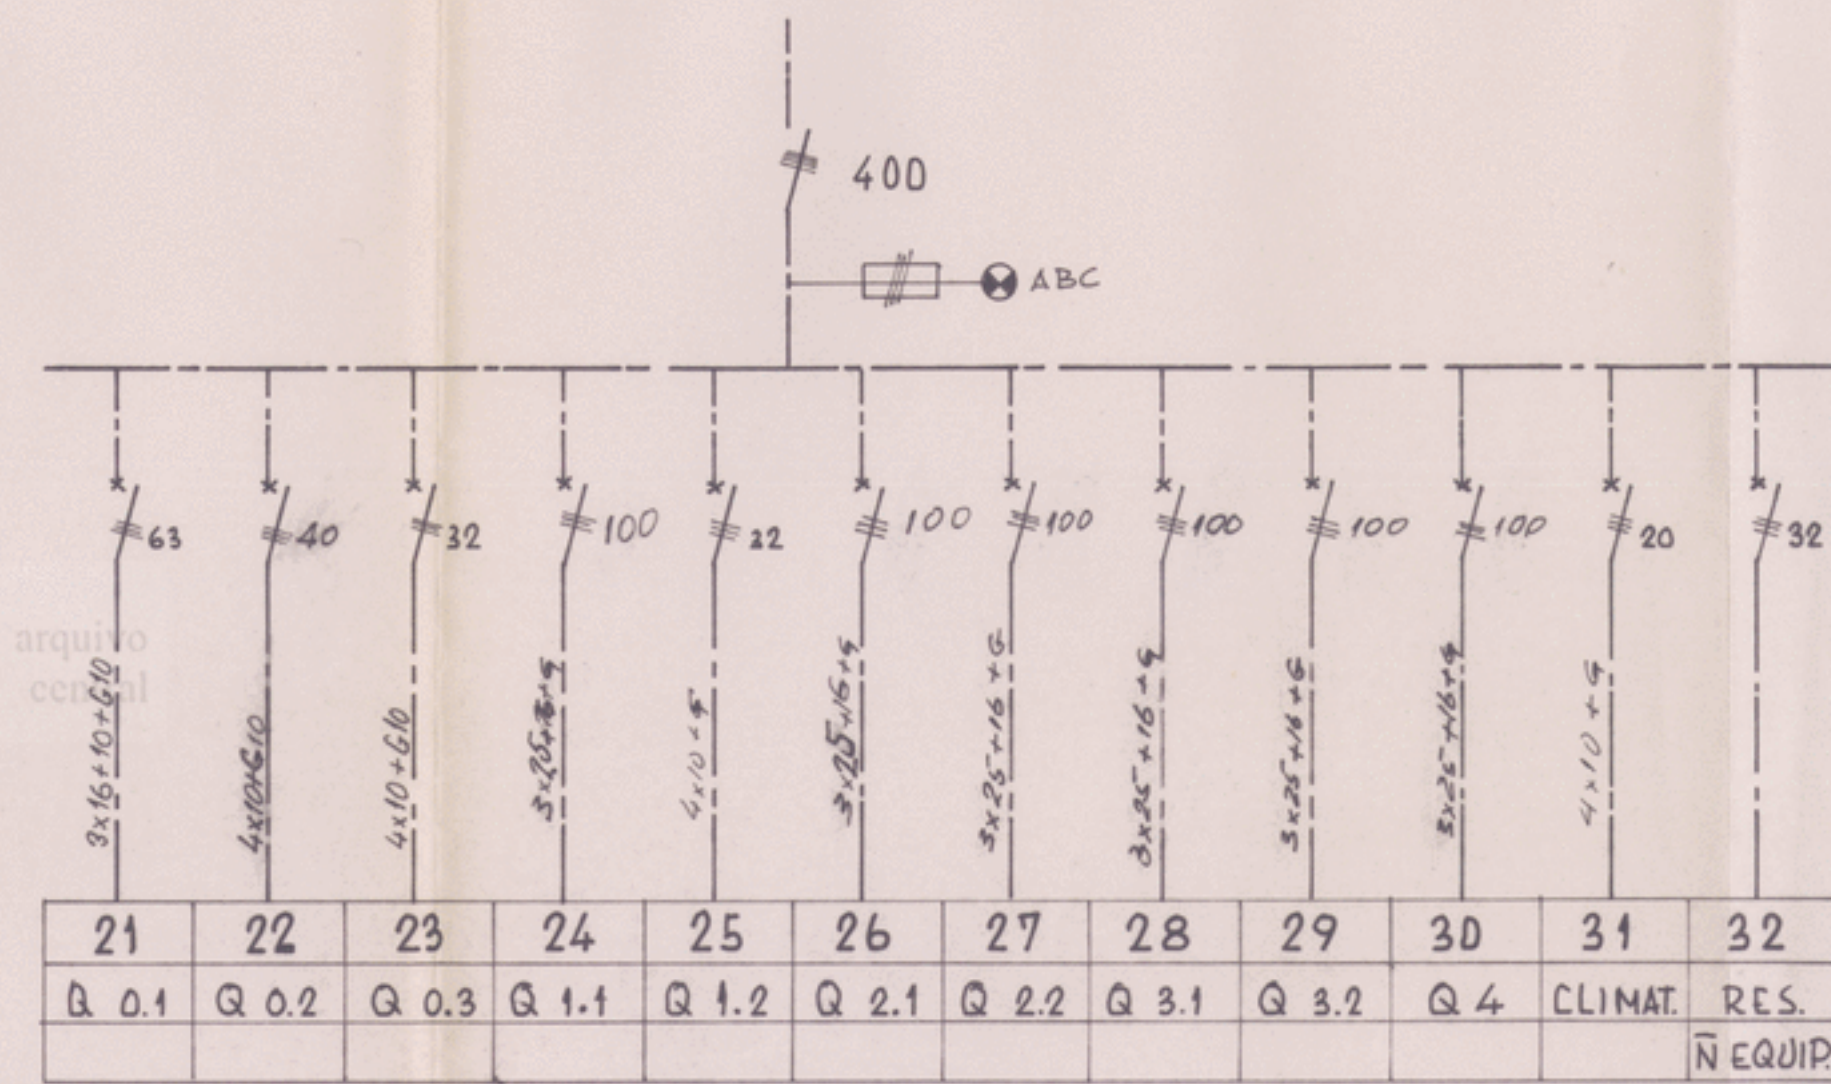 400
ABC
63 40 32 100 32 100 100 100 100 100 20 32
arquivo
central
3x16+10+G10
4x10+G10
4x10+G10
3x25+16+G
4x10+G
3x25+16+G
3x25+16+G
3x25+16+G
3x25+16+G
3x25+16+G
4x10+G
21 22 23 24 25 26 27 28 29 30 31 32
Q 0.1 Q 0.2 Q 0.3 Q 1.1 Q 1.2 Q 2.1 Q 2.2 Q 3.1 Q 3.2 Q 4 CLIMAT. RES.
N̄ EQUIP.